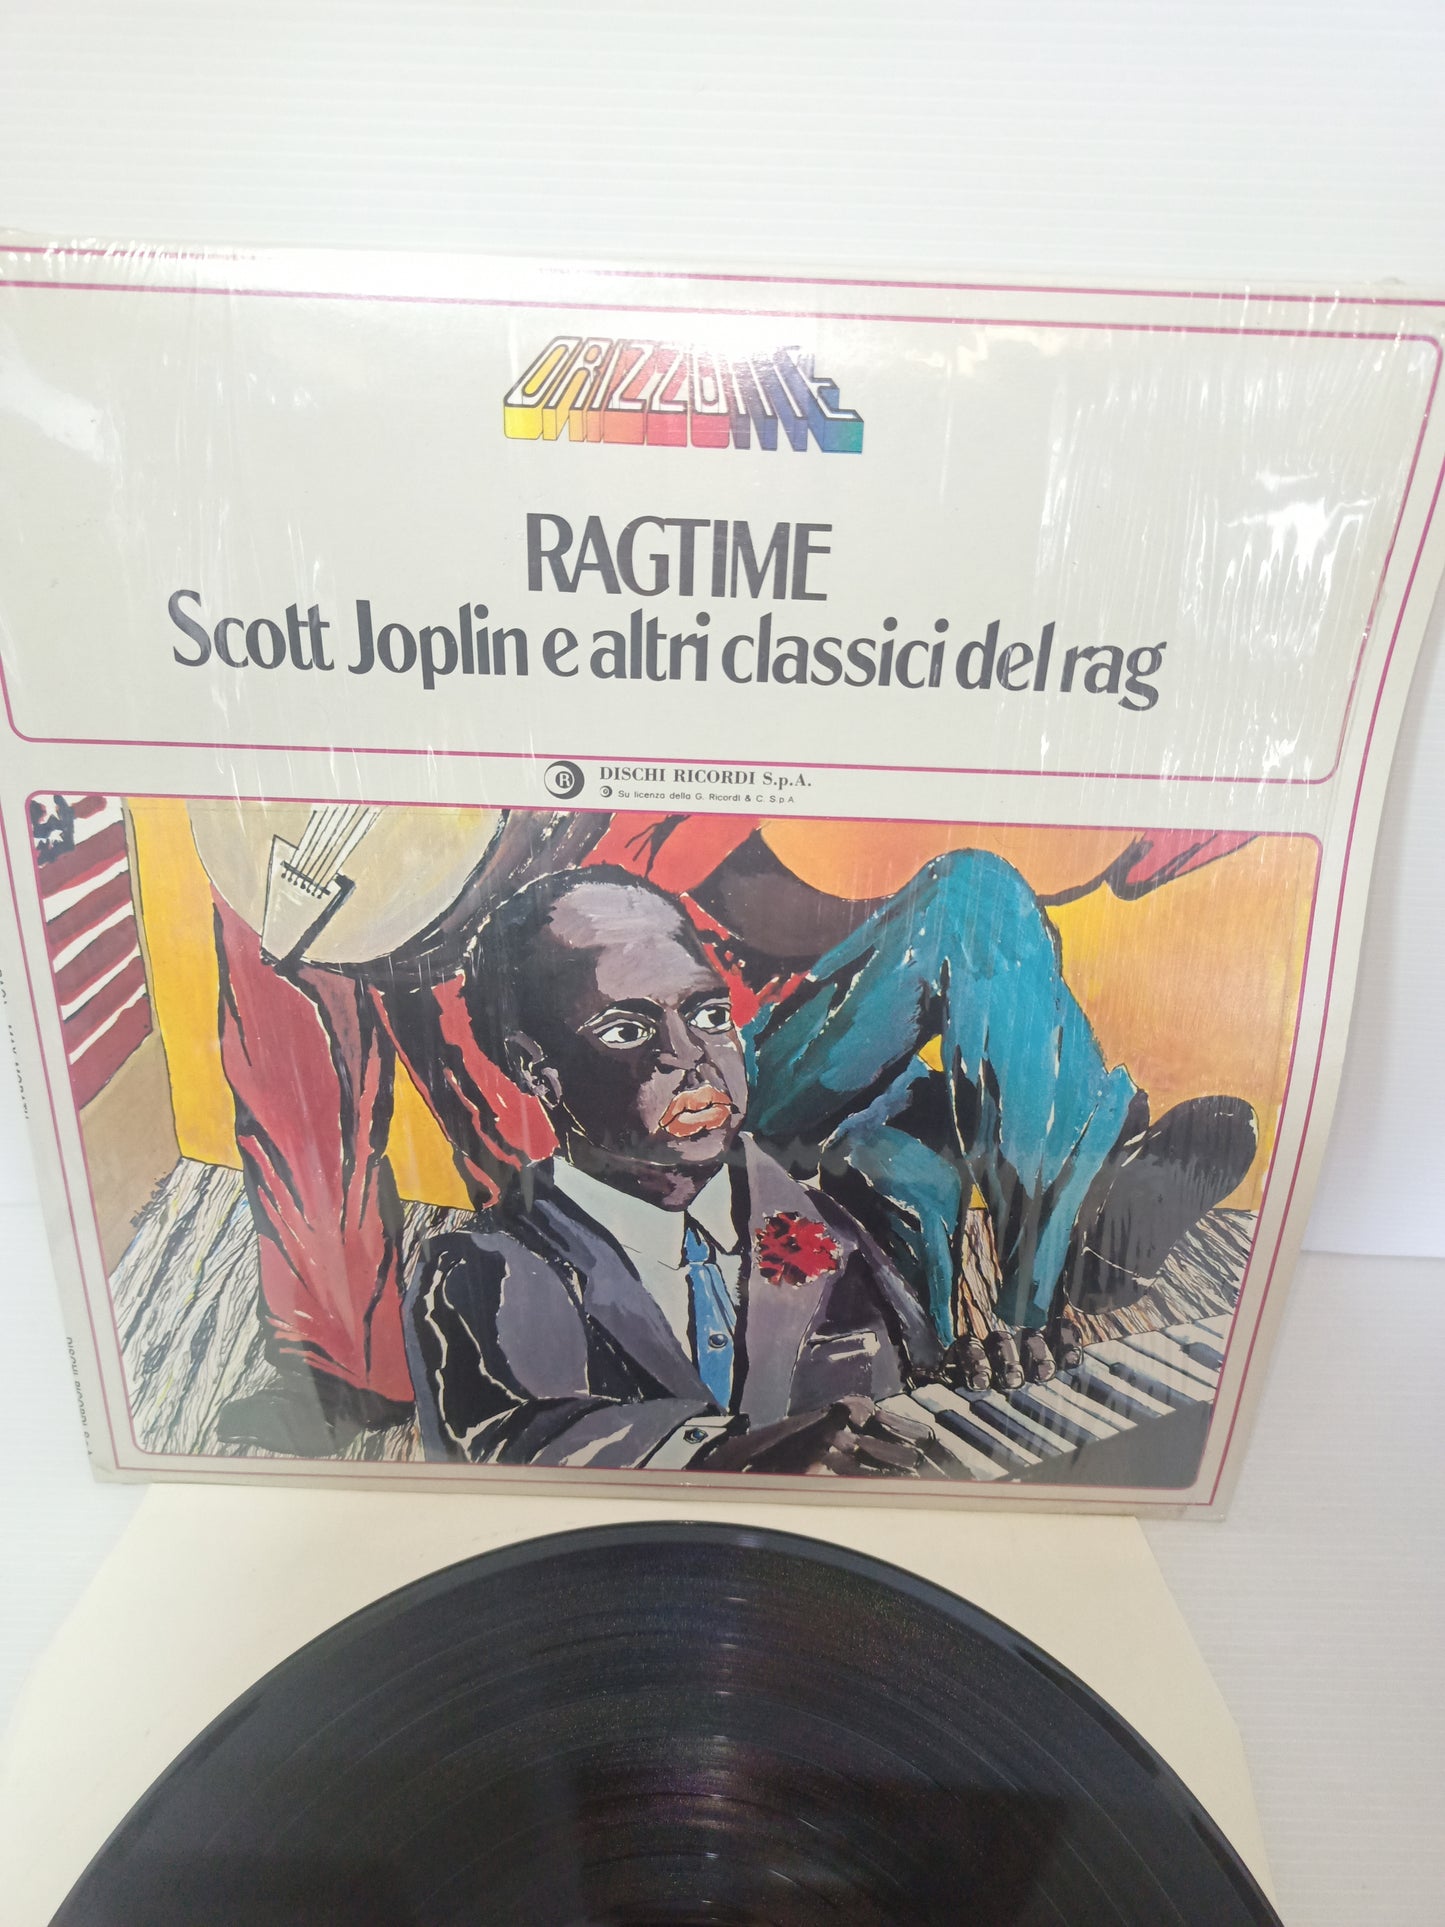 ORIZZONTE
RAGTIME
Scott Joplin e altri classici del rag
R DISCHI RICORDI S.p.A.
Su licenza della G. Ricordi & C. S.p.A.